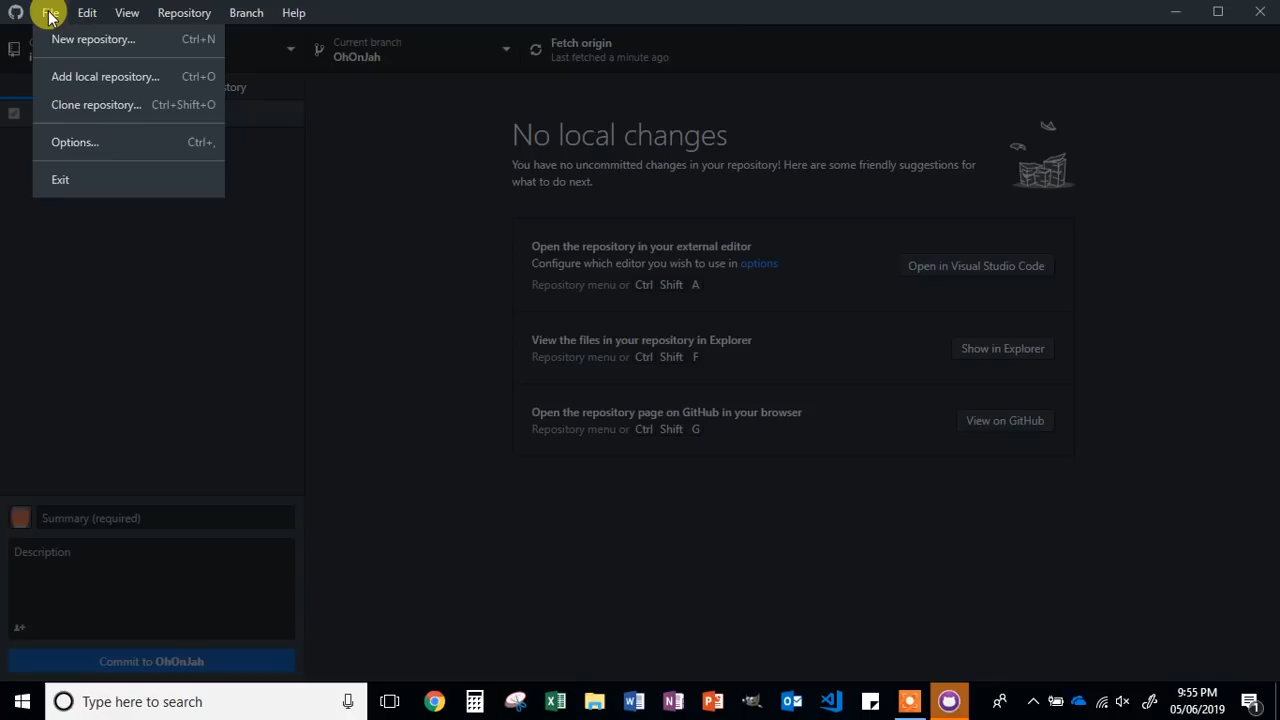 File Edit View Repository Branch Help
New repository... Ctrl+N
Add local repository... Ctrl+O
Clone repository... Ctrl+Shift+O
Options... Ctrl+,
Exit
Current branch
OhOnJah
Fetch origin
Last fetched a minute ago
No local changes
You have no uncommitted changes in your repository! Here are some friendly suggestions for
what to do next.
Open the repository in your external editor
Configure which editor you wish to use in options
Repository menu or Ctrl Shift A
Open in Visual Studio Code
View the files in your repository in Explorer
Repository menu or Ctrl Shift F
Show in Explorer
Open the repository page on GitHub in your browser
Repository menu or Ctrl Shift G
View on GitHub
Summary (required)
Description
Commit to OhOnJah
Type here to search
9:55 PM
05/06/2019
1